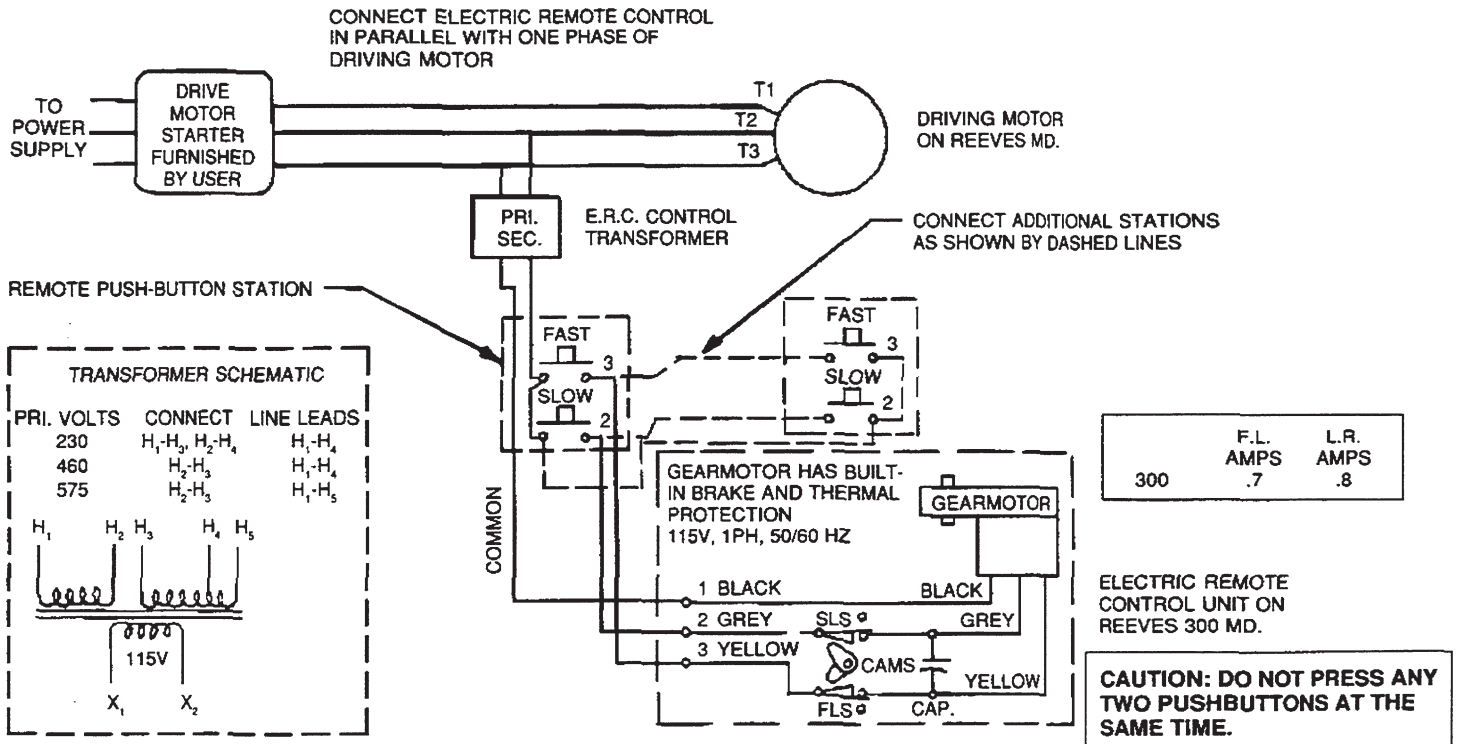 CONNECT ELECTRIC REMOTE CONTROL
IN PARALLEL WITH ONE PHASE OF
DRIVING MOTOR
TO
POWER
SUPPLY
DRIVE
MOTOR
STARTER
FURNISHED
BY USER
T1
T2
T3
DRIVING MOTOR
ON REEVES MD.
PRI.
SEC.
E.R.C. CONTROL
TRANSFORMER
CONNECT ADDITIONAL STATIONS
AS SHOWN BY DASHED LINES
REMOTE PUSH-BUTTON STATION
FAST
3
SLOW
2
FAST
3
SLOW
2
TRANSFORMER SCHEMATIC
PRI. VOLTS CONNECT LINE LEADS
230 H₁-H₃, H₂-H₄ H₁-H₄
460 H₂-H₃ H₁-H₄
575 H₂-H₃ H₁-H₅
H₁ H₂ H₃ H₄ H₅
115V
X₁ X₂
COMMON
GEARMOTOR HAS BUILT-
IN BRAKE AND THERMAL
PROTECTION
115V, 1PH, 50/60 HZ
GEARMOTOR
1 BLACK BLACK
2 GREY SLS GREY
3 YELLOW CAMS YELLOW
FLS CAP.
F.L. L.R.
AMPS AMPS
300 .7 .8
ELECTRIC REMOTE
CONTROL UNIT ON
REEVES 300 MD.
CAUTION: DO NOT PRESS ANY
TWO PUSHBUTTONS AT THE
SAME TIME.